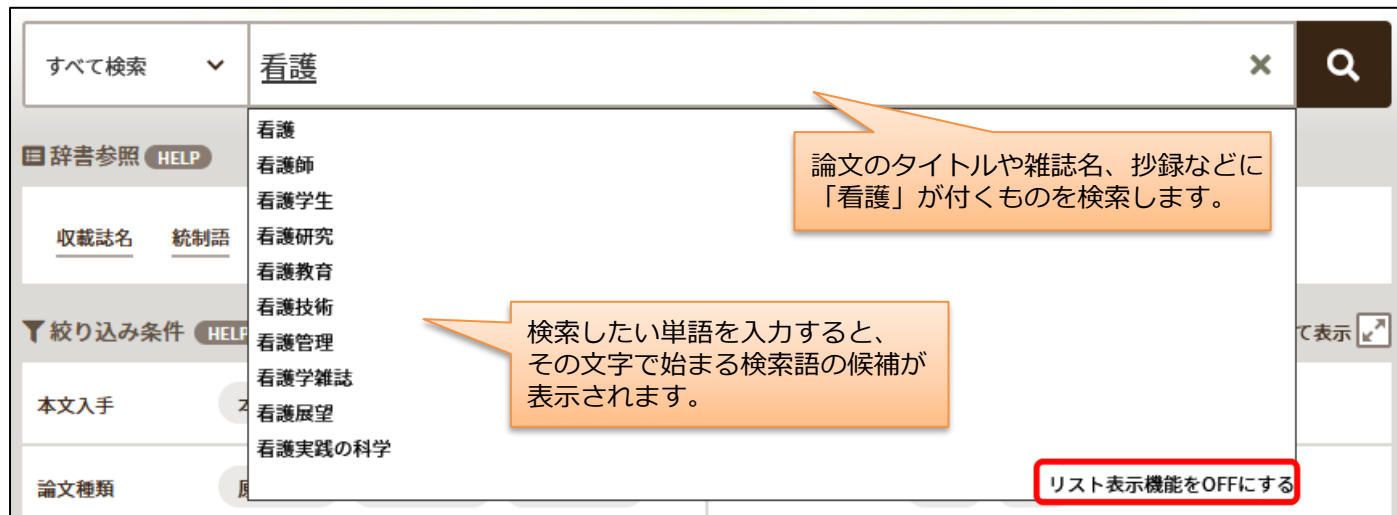 すべて検索
看護
看護
看護師
看護学生
看護研究
看護教育
看護技術
看護管理
看護学雑誌
看護展望
看護実践の科学
リスト表示機能をOFFにする
論文のタイトルや雑誌名、抄録などに
「看護」が付くものを検索します。
検索したい単語を入力すると、
その文字で始まる検索語の候補が
表示されます。
辞書参照 HELP
収載誌名 統制語
絞り込み条件 HELP
て表示
本文入手
論文種類